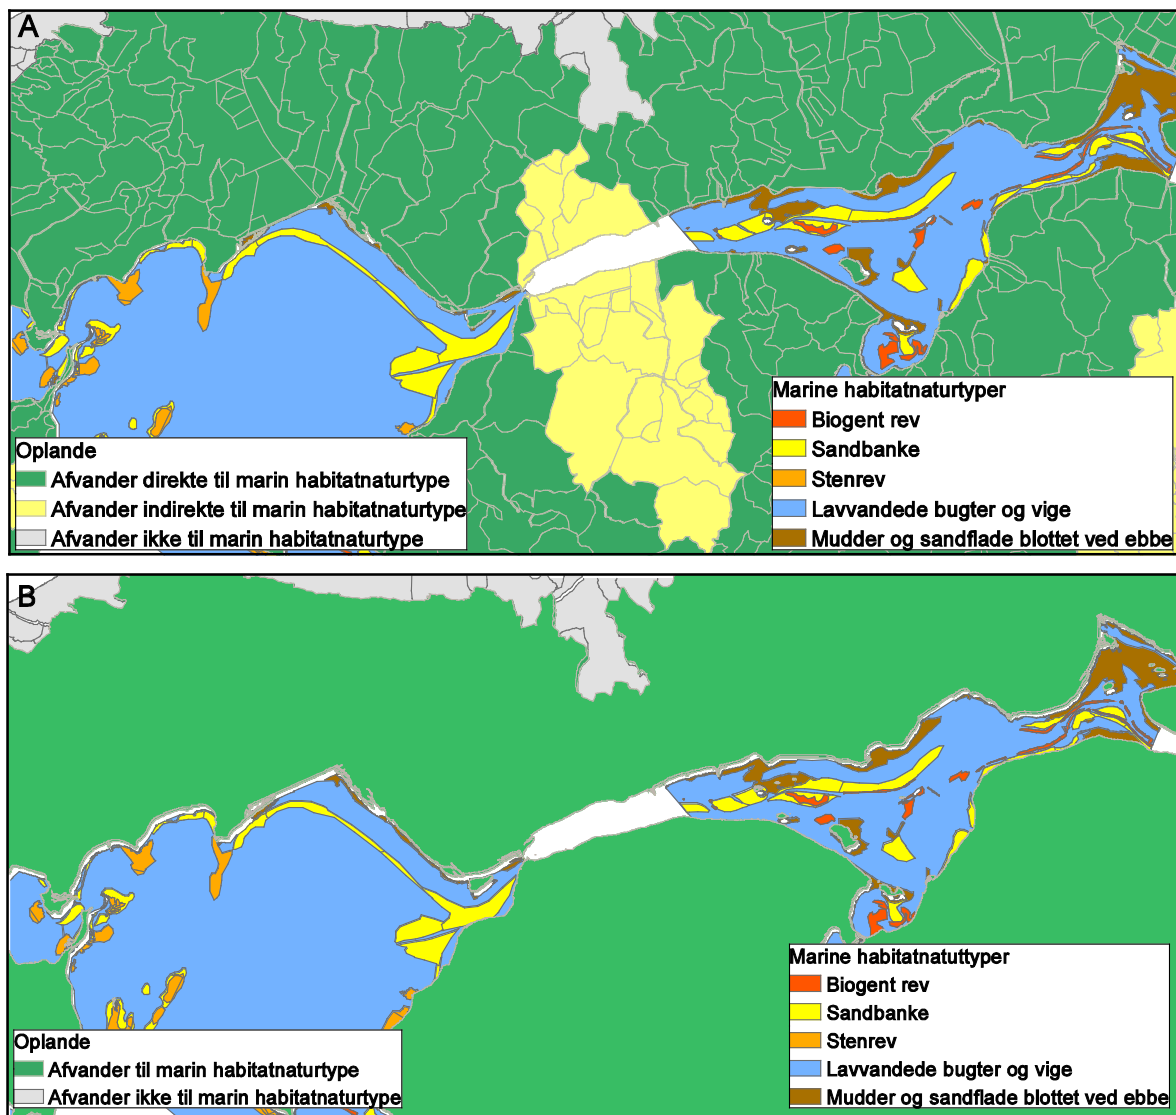 A
Marine habitatnaturtyper
Biogent rev
Sandbanke
Stenrev
Lavvandede bugter og vige
Mudder og sandflade blottet ved ebbe
Oplande
Afvander direkte til marin habitatnaturtype
Afvander indirekte til marin habitatnaturtype
Afvander ikke til marin habitatnaturtype
B
Marine habitatnatuttyper
Biogent rev
Sandbanke
Stenrev
Lavvandede bugter og vige
Mudder og sandflade blottet ved ebbe
Oplande
Afvander til marin habitatnaturtype
Afvander ikke til marin habitatnaturtype